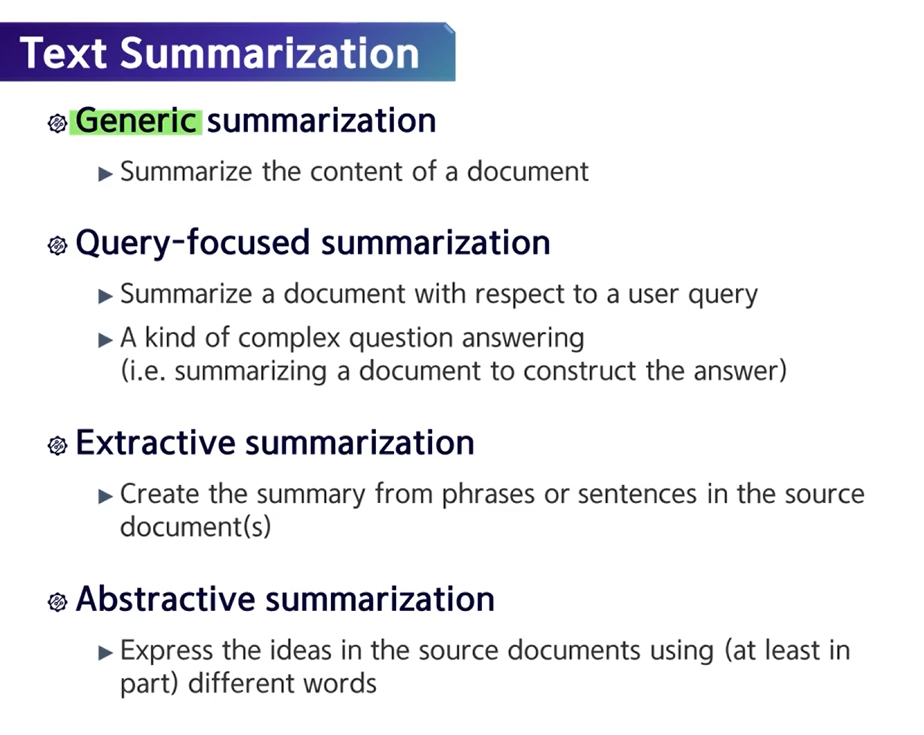 Text Summarization
Generic summarization
Summarize the content of a document
Query-focused summarization
Summarize a document with respect to a user query
A kind of complex question answering
(i.e. summarizing a document to construct the answer)
Extractive summarization
Create the summary from phrases or sentences in the source
document(s)
Abstractive summarization
Express the ideas in the source documents using (at least in
part) different words